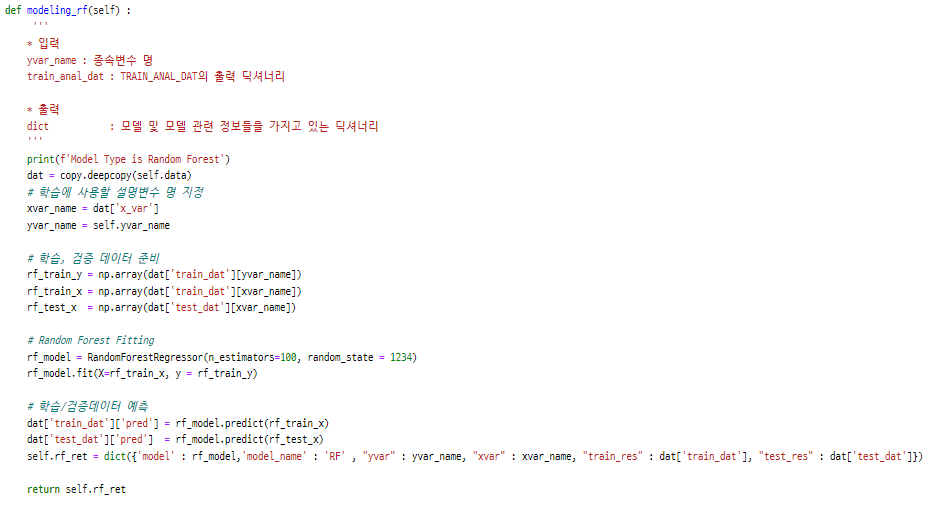 def modeling_rf(self) :
'''
* 입력
yvar_name : 종속변수 명
train_anal_dat : TRAIN_ANAL_DAT의 출력 딕셔너리
* 출력
dict : 모델 및 모델 관련 정보들을 가지고 있는 딕셔너리
'''
print(f'Model Type is Random Forest')
dat = copy.deepcopy(self.data)
# 학습에 사용할 설명변수 명 지정
xvar_name = dat['x_var']
yvar_name = self.yvar_name
# 학습, 검증 데이터 준비
rf_train_y = np.array(dat['train_dat'][yvar_name])
rf_train_x = np.array(dat['train_dat'][xvar_name])
rf_test_x = np.array(dat['test_dat'][xvar_name])
# Random Forest Fitting
rf_model = RandomForestRegressor(n_estimators=100, random_state = 1234)
rf_model.fit(X=rf_train_x, y = rf_train_y)
# 학습/검증데이터 예측
dat['train_dat']['pred'] = rf_model.predict(rf_train_x)
dat['test_dat']['pred'] = rf_model.predict(rf_test_x)
self.rf_ret = dict({'model' : rf_model,'model_name' : 'RF' , "yvar" : yvar_name, "xvar" : xvar_name, "train_res" : dat['train_dat'], "test_res" : dat['test_dat']})
return self.rf_ret